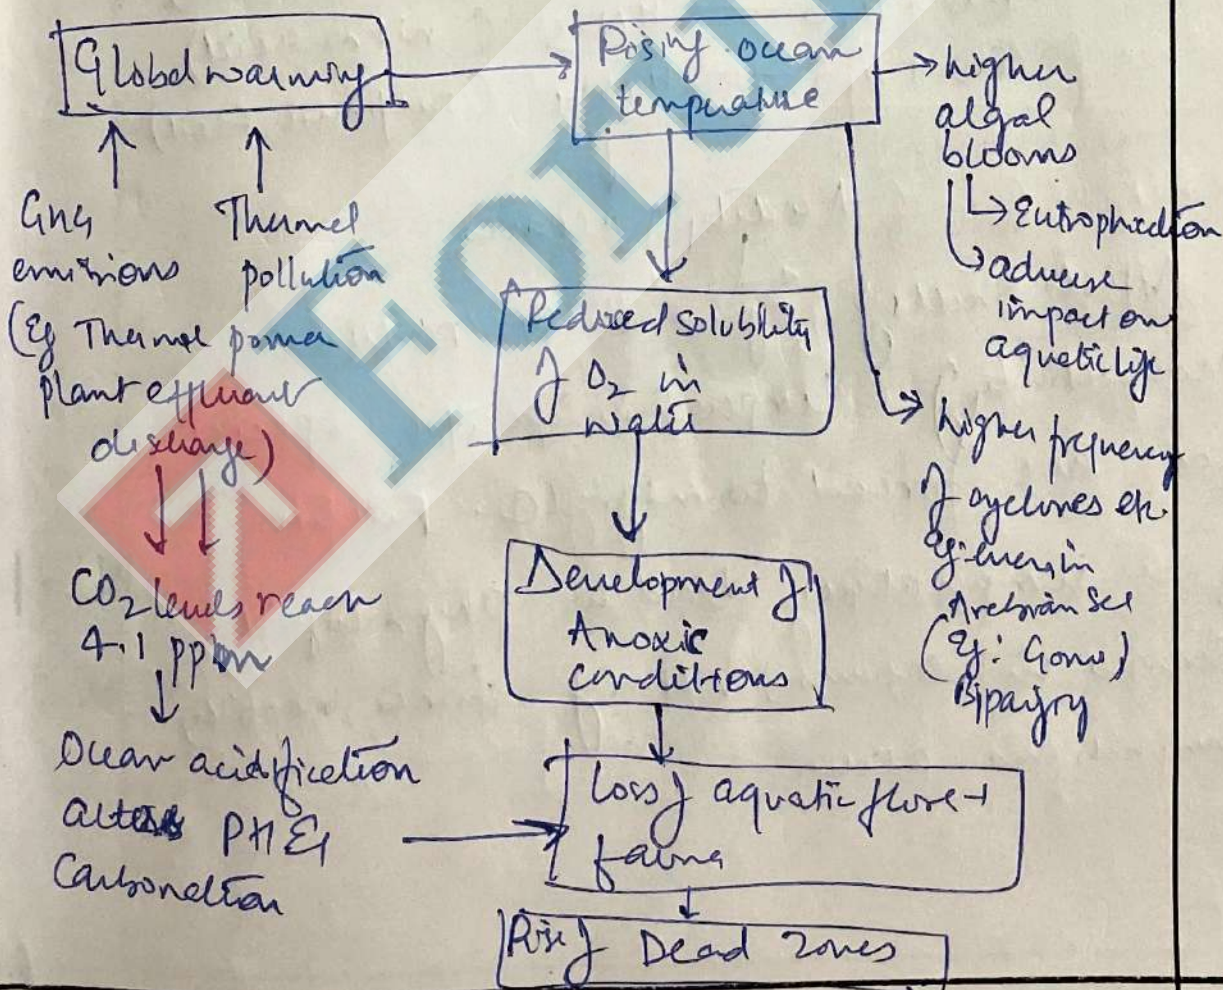 Global warming
Rising ocean
temperature
higher
algal
blooms
Eutrophication
adverse
impact on
aquatic life
GHG
emissions
(Eg Thermal power
plant effluent
discharge)
Thermal
pollution
Reduced solubility
of O2 in
water
higher frequency
of cyclones etc
Eg: even in
Arabian Sea
(Eg: Gonu)
Biparjoy
CO2 levels reach
4.1 ppm
Development of
Anoxic
conditions
Ocean acidification
alters PH &
Carbonation
Loss of aquatic flora +
fauna
Rise of Dead zones
Forum